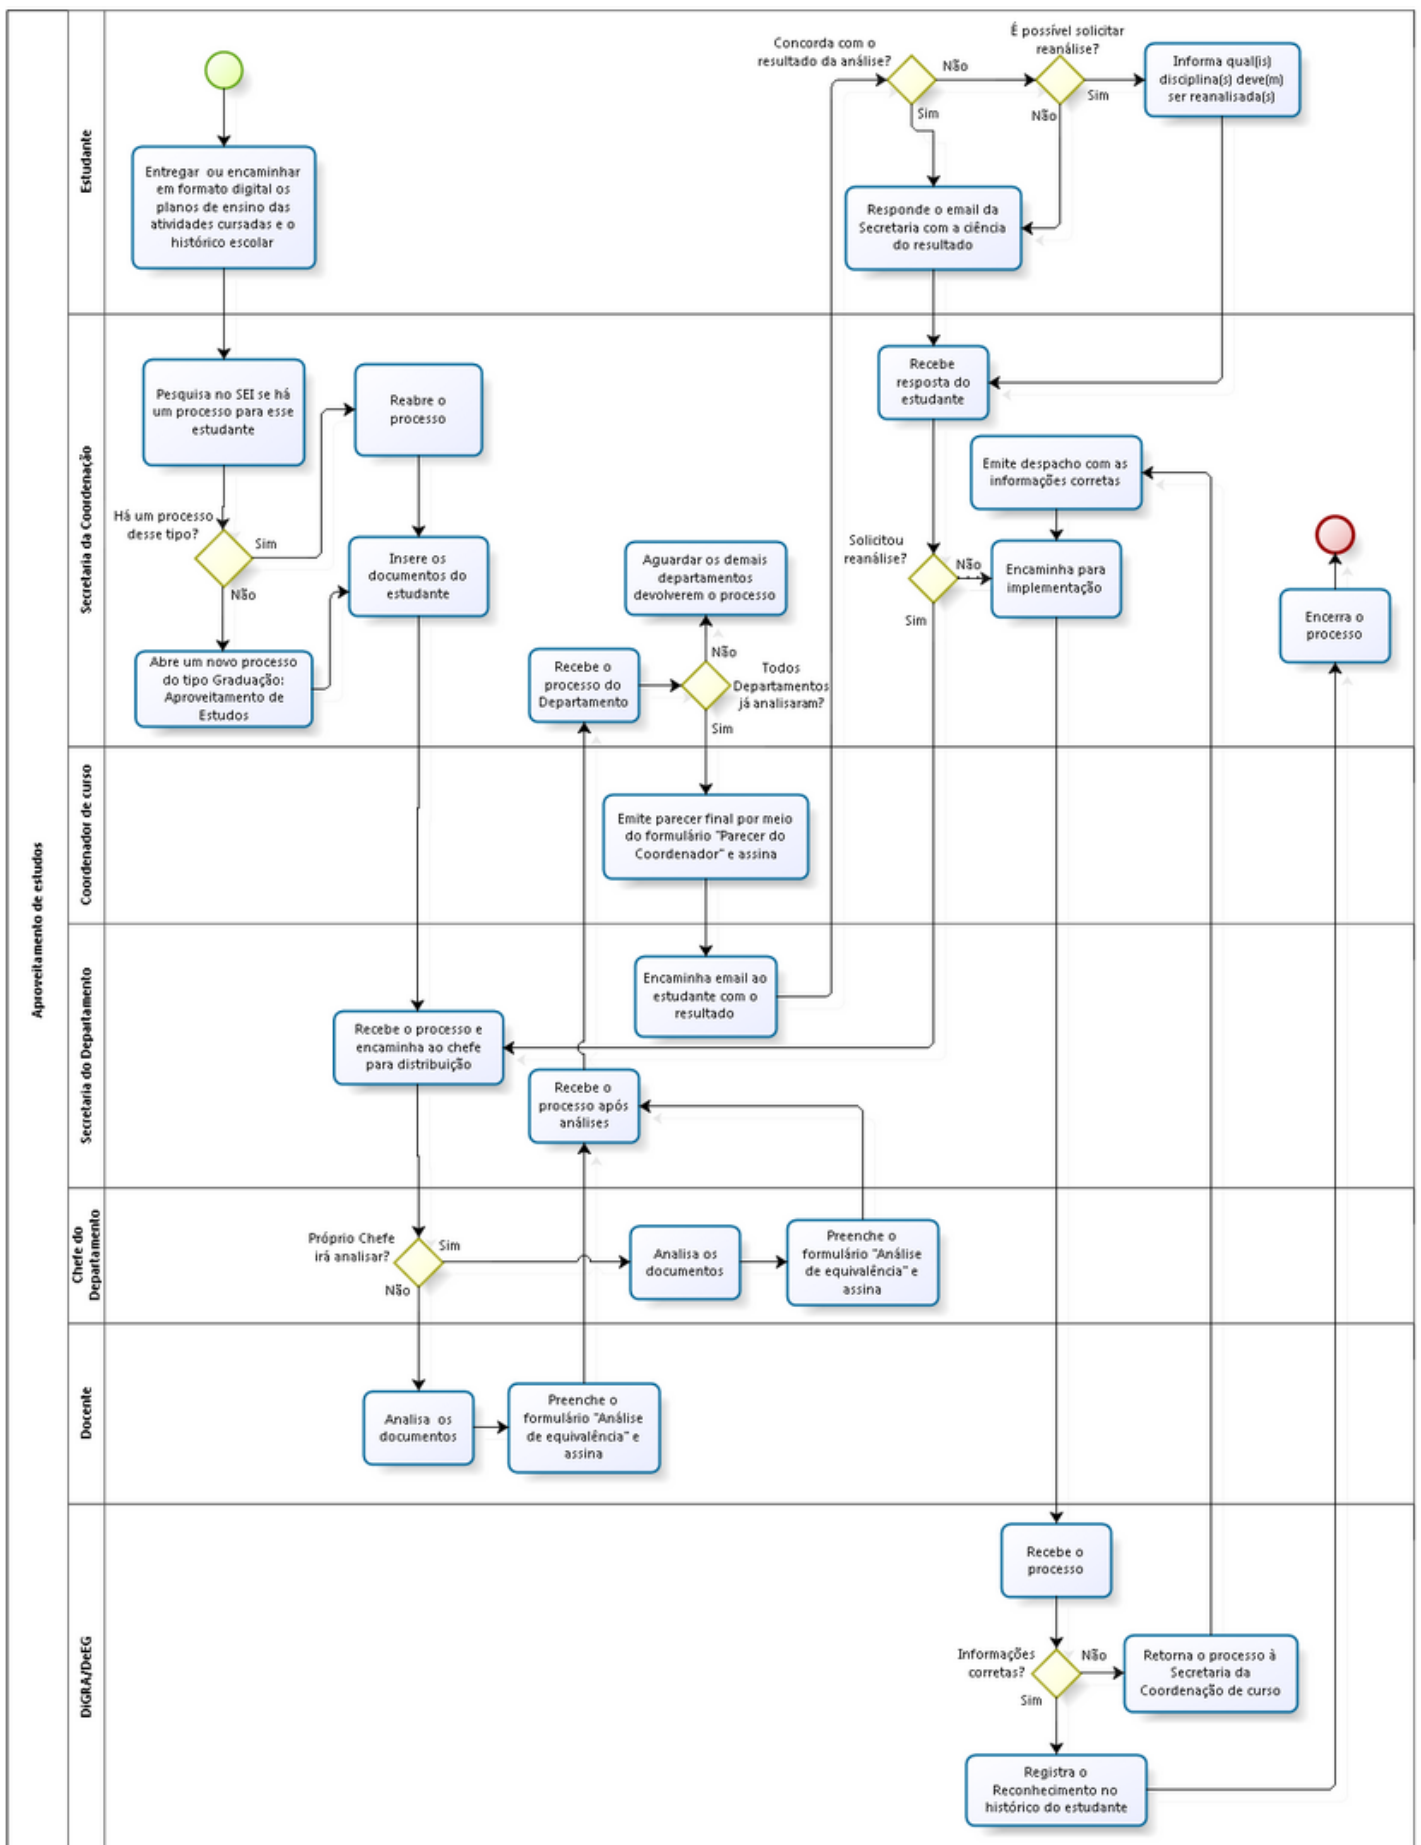 Aproveitamento de estudos
Estudante
Entregar ou encaminhar
em formato digital os
planos de ensino das
atividades cursadas e o
histórico escolar
Concorda com o
resultado da análise?
Não
Sim
É possível solicitar
reanálise?
Sim
Não
Informa qual(is)
disciplina(s) deve(m)
ser reanalisada(s)
Responde o email da
Secretaria com a ciência
do resultado
Secretaria da Coordenação
Pesquisa no SEI se há
um processo para esse
estudante
Há um processo
desse tipo?
Sim
Não
Reabre o
processo
Insere os
documentos do
estudante
Abre um novo processo
do tipo Graduação:
Aproveitamento de
Estudos
Recebe o
processo do
Departamento
Aguardar os demais
departamentos
devolverem o processo
Não
Todos
Departamentos
já analisaram?
Sim
Recebe
resposta do
estudante
Solicitou
reanálise?
Não
Sim
Emite despacho com as
informações corretas
Encaminha para
implementação
Encerra o
processo
Coordenador de curso
Emite parecer final por meio
do formulário "Parecer do
Coordenador" e assina
Secretaria do Departamento
Encaminha email ao
estudante com o
resultado
Recebe o processo e
encaminha ao chefe
para distribuição
Recebe o
processo após
análises
Chefe do
Departamento
Próprio Chefe
irá analisar?
Sim
Não
Analisa os
documentos
Preenche o
formulário "Análise
de equivalência" e
assina
Docente
Analisa os
documentos
Preenche o
formulário "Análise
de equivalência" e
assina
DiGRA/DeEG
Recebe o
processo
Informações
corretas?
Não
Sim
Retorna o processo à
Secretaria da
Coordenação de curso
Registra o
Reconhecimento no
histórico do estudante